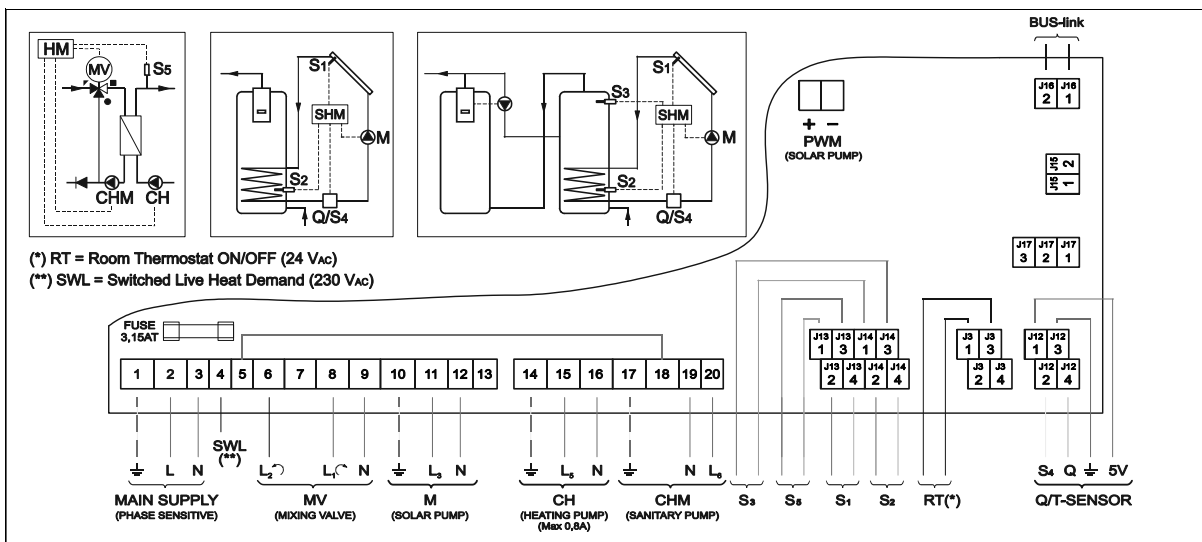 BUS-link
HM
MV
S5
CHM
CH
S1
SHM
M
S2
Q/S4
S1
S3
SHM
M
S2
Q/S4
+ −
PWM
(SOLAR PUMP)
J16 2 J16 1
J15 2
J15 1
J17 3 J17 2 J17 1
(*) RT = Room Thermostat ON/OFF (24 VAC)
(**) SWL = Switched Live Heat Demand (230 VAC)
FUSE
3,15AT
J13 1 J13 3 J14 1 J14 3
J13 2 J13 4 J14 2 J14 4
J3 1 J3 3
J3 2 J3 4
J12 1 J12 3
J12 2 J12 4
1 2 3 4 5 6 7 8 9 10 11 12 13 14 15 16 17 18 19 20
SWL
(**)
L N L2 L1 N L3 N L5 N N L6 S4 Q 5V
MAIN SUPPLY
(PHASE SENSITIVE)
MV
(MIXING VALVE)
M
(SOLAR PUMP)
CH
(HEATING PUMP)
(Max 0,8A)
CHM
(SANITARY PUMP)
S3 S5 S1 S2 RT(*)
Q/T-SENSOR